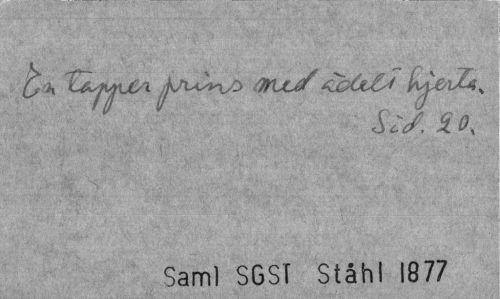 En tapper prins med ädelt hjerta.
Sid. 20.
Saml SGST Ståhl 1877